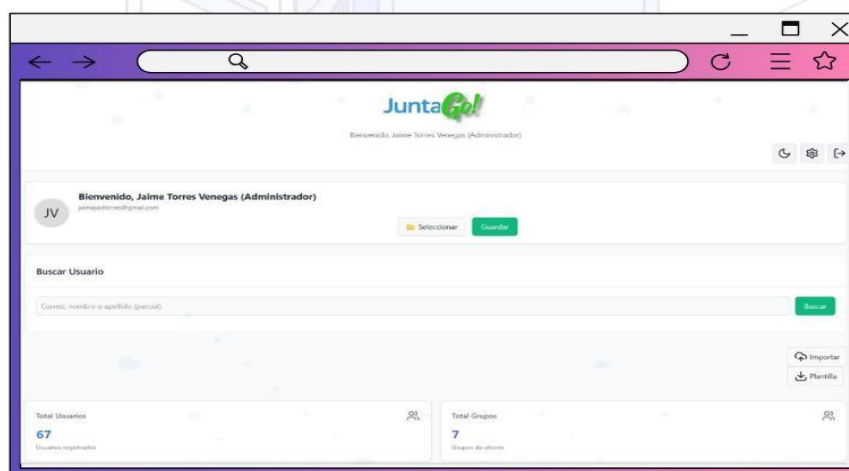 JuntaGo!
Bienvenido, Jaime Torres Venegas (Administrador)
JV
Bienvenido, Jaime Torres Venegas (Administrador)
Seleccionar
Guardar
Buscar Usuario
Correo, nombre o apellido (parcial)
Buscar
Importar
Plantilla
Total Usuarios
67
Usuarios registrados
Total Grupos
7
Grupos de ahorro